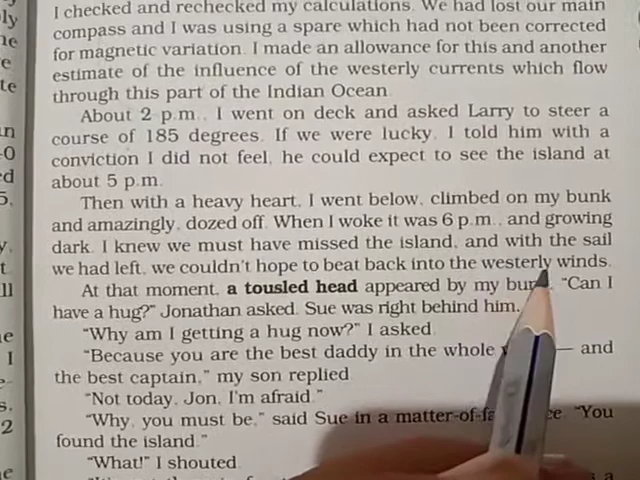 I checked and rechecked my calculations. We had lost our main
compass and I was using a spare which had not been corrected
for magnetic variation. I made an allowance for this and another
estimate of the influence of the westerly currents which flow
through this part of the Indian Ocean.
About 2 p.m., I went on deck and asked Larry to steer a
course of 185 degrees. If we were lucky, I told him with a
conviction I did not feel, he could expect to see the island at
about 5 p.m.
Then with a heavy heart, I went below, climbed on my bunk
and amazingly, dozed off. When I woke it was 6 p.m., and growing
dark. I knew we must have missed the island, and with the sail
we had left, we couldn't hope to beat back into the westerly winds.
At that moment, a tousled head appeared by my “Can I
have a hug?” Jonathan asked. Sue was right behind him.
“Why am I getting a hug now?” I asked.
“Because you are the best daddy in the whole — and
the best captain,” my son replied.
“Not today, Jon, I'm afraid.”
“Why, you must be,” said Sue in a “You
found the island.”
“What!” I shouted.